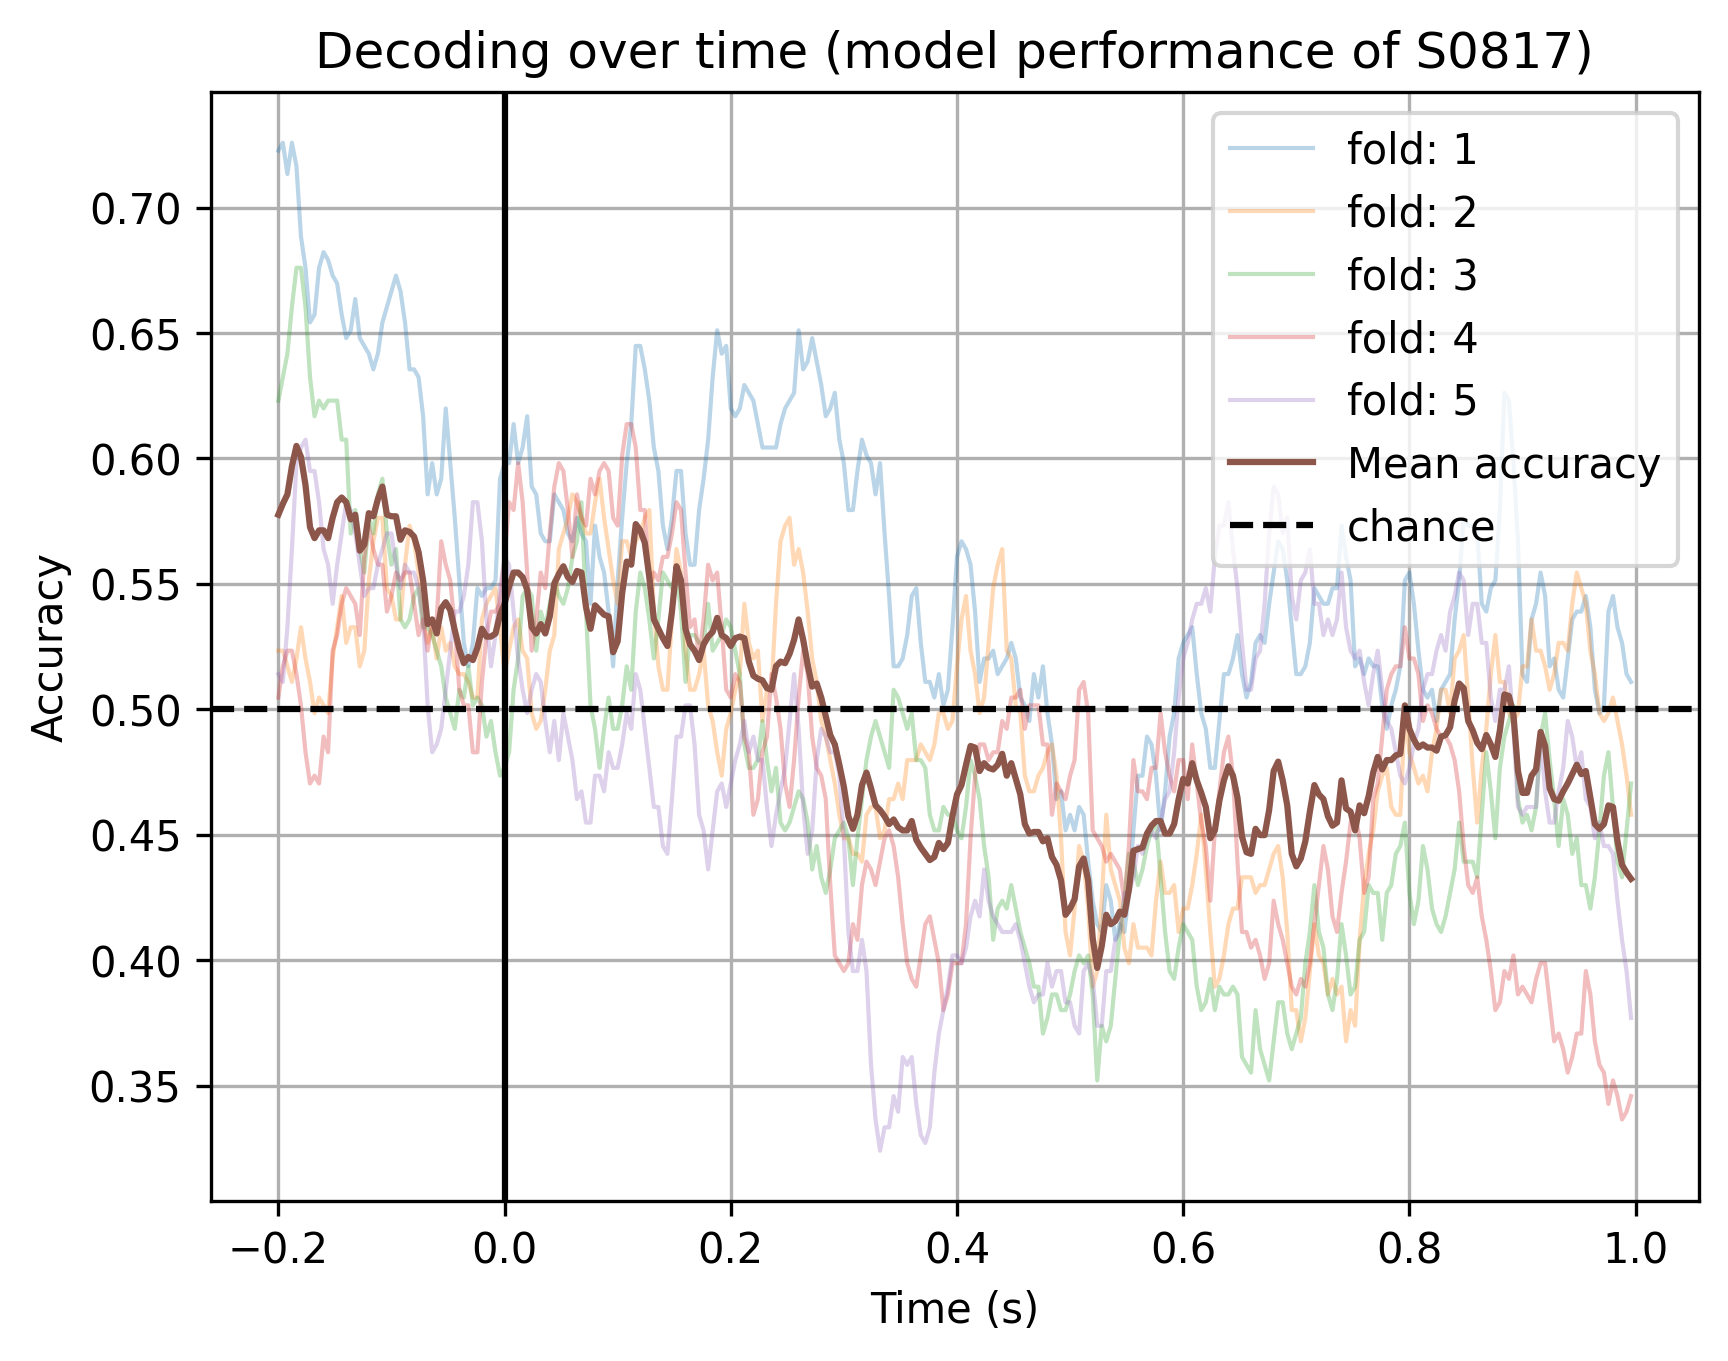 Decoding over time (model performance of S0817)
fold: 1
fold: 2
fold: 3
fold: 4
fold: 5
Mean accuracy
chance
Accuracy
0.70
0.65
0.60
0.55
0.50
0.45
0.40
0.35
−0.2 0.0 0.2 0.4 0.6 0.8 1.0
Time (s)